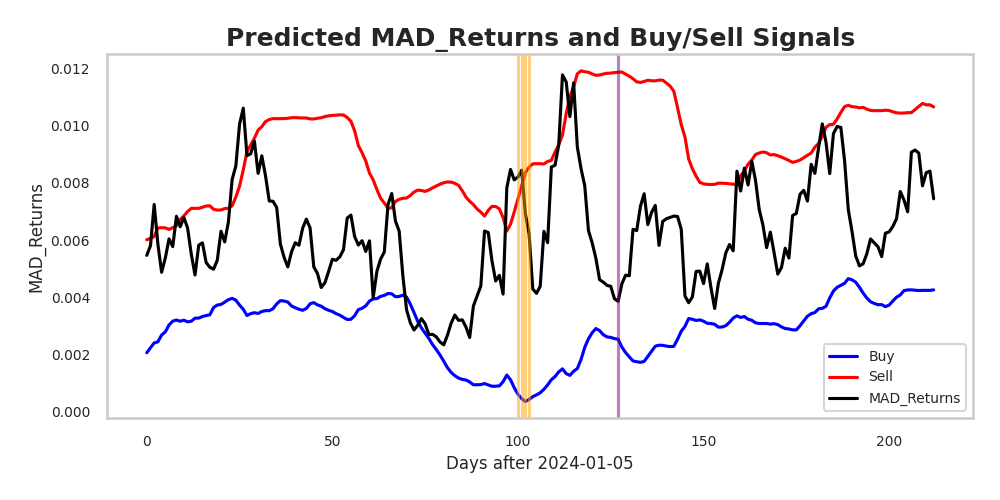 Predicted MAD_Returns and Buy/Sell Signals
MAD_Returns
0.012
0.010
0.008
0.006
0.004
0.002
0.000
0
50
100
150
200
Days after 2024-01-05
Buy
Sell
MAD_Returns